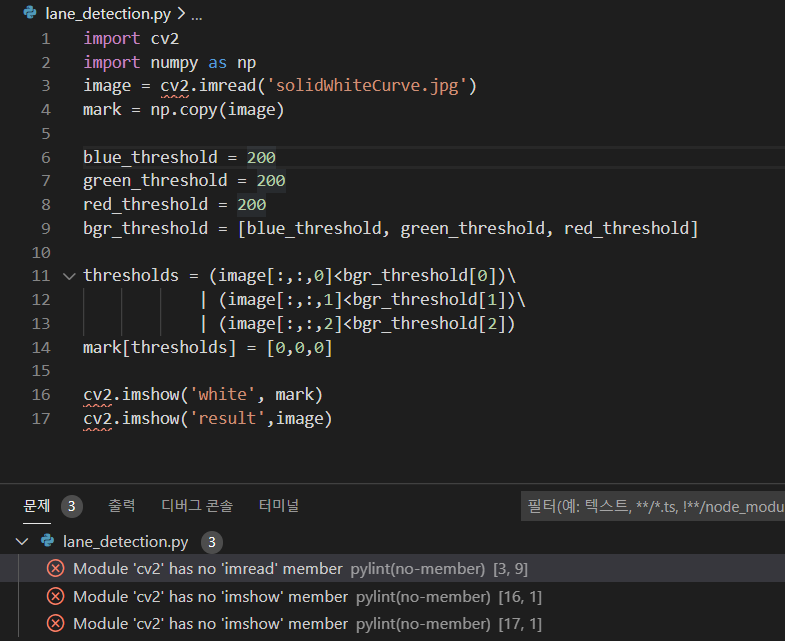 lane_detection.py > ...
1 import cv2
2 import numpy as np
3 image = cv2.imread('solidWhiteCurve.jpg')
4 mark = np.copy(image)
5
6 blue_threshold = 200
7 green_threshold = 200
8 red_threshold = 200
9 bgr_threshold = [blue_threshold, green_threshold, red_threshold]
10
11 thresholds = (image[:,:,0]<bgr_threshold[0])\
12 | (image[:,:,1]<bgr_threshold[1])\
13 | (image[:,:,2]<bgr_threshold[2])
14 mark[thresholds] = [0,0,0]
15
16 cv2.imshow('white', mark)
17 cv2.imshow('result',image)
문제 3 출력 디버그 콘솔 터미널 필터(예: 텍스트, **/*.ts, !**/node_modu
lane_detection.py 3
Module 'cv2' has no 'imread' member pylint(no-member) [3, 9]
Module 'cv2' has no 'imshow' member pylint(no-member) [16, 1]
Module 'cv2' has no 'imshow' member pylint(no-member) [17, 1]